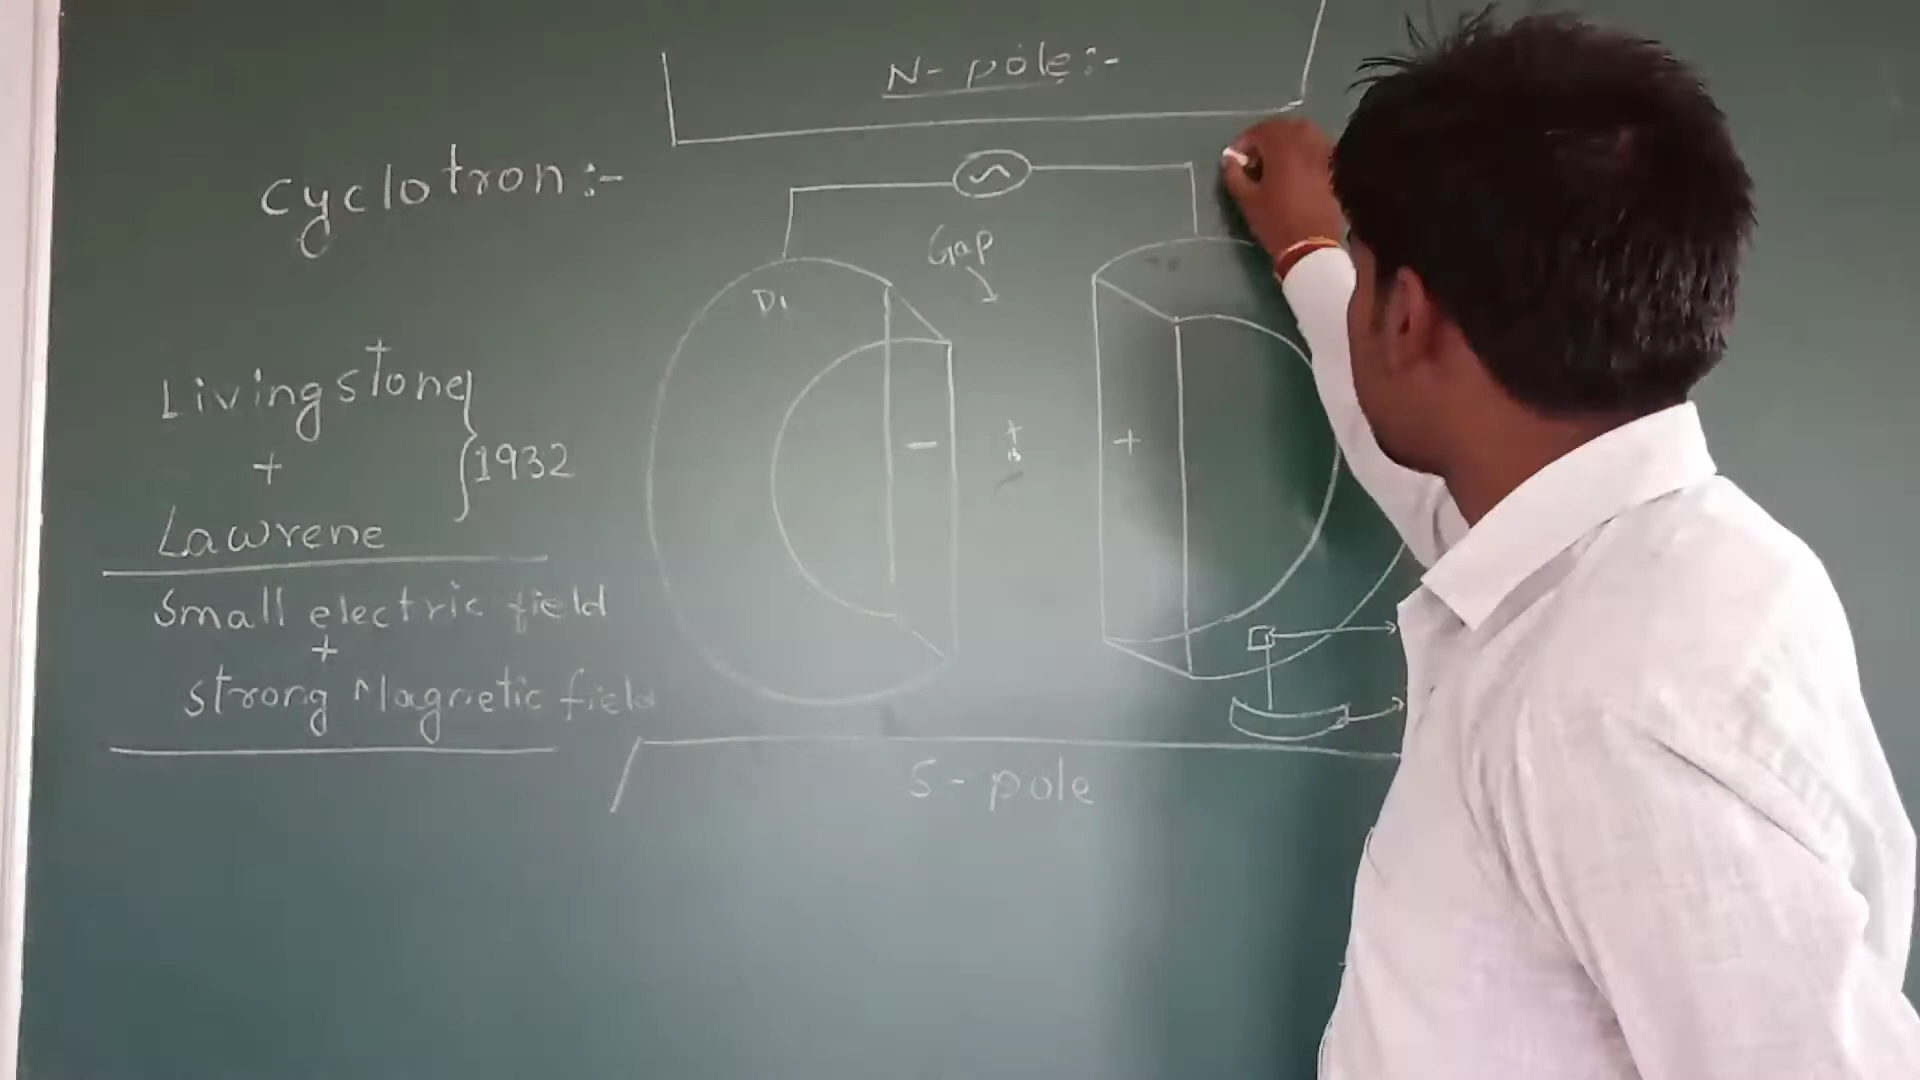 N-pole:-
Cyclotron:-
Gap
D1
Livingstone
+
1932
Lawrene
- + +
Small electric field
+
strong Magnetic field
S-pole